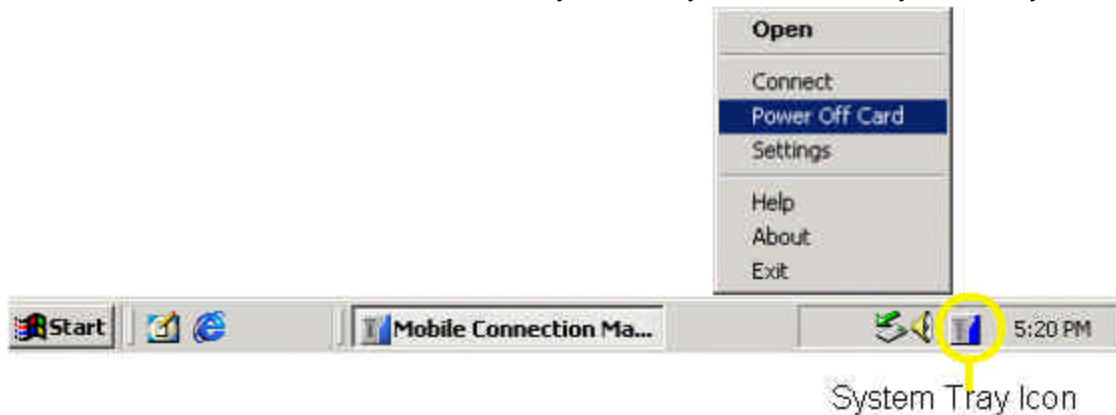 Open
Connect
Power Off Card
Settings
Help
About
Exit
Start
Mobile Connection Ma...
5:20 PM
System Tray Icon